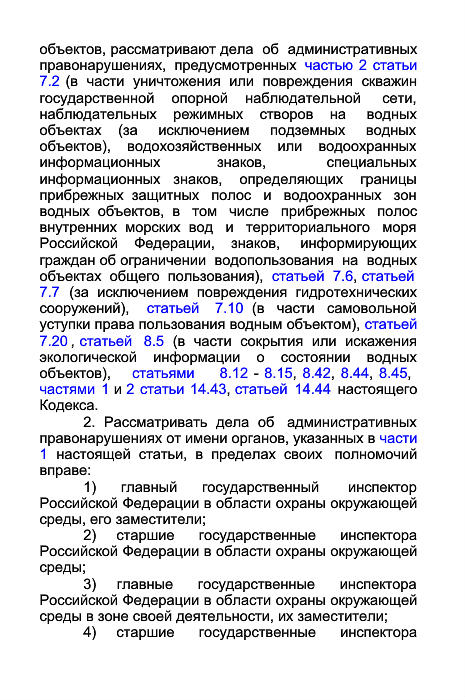 объектов, рассматривают дела об административных
правонарушениях, предусмотренных частью 2 статьи
7.2 (в части уничтожения или повреждения скважин
государственной опорной наблюдательной сети,
наблюдательных режимных створов на водных
объектах (за исключением подземных водных
объектов), водохозяйственных или водоохранных
информационных знаков, специальных
информационных знаков, определяющих границы
прибрежных защитных полос и водоохранных зон
водных объектов, в том числе прибрежных полос
внутренних морских вод и территориального моря
Российской Федерации, знаков, информирующих
граждан об ограничении водопользования на водных
объектах общего пользования), статьей 7.6, статьей
7.7 (за исключением повреждения гидротехнических
сооружений), статьей 7.10 (в части самовольной
уступки права пользования водным объектом), статьей
7.20 , статьей 8.5 (в части сокрытия или искажения
экологической информации о состоянии водных
объектов), статьями 8.12 - 8.15, 8.42, 8.44, 8.45,
частями 1 и 2 статьи 14.43, статьей 14.44 настоящего
Кодекса.
2. Рассматривать дела об административных
правонарушениях от имени органов, указанных в части
1 настоящей статьи, в пределах своих полномочий
вправе:
1) главный государственный инспектор
Российской Федерации в области охраны окружающей
среды, его заместители;
2) старшие государственные инспектора
Российской Федерации в области охраны окружающей
среды;
3) главные государственные инспектора
Российской Федерации в области охраны окружающей
среды в зоне своей деятельности, их заместители;
4) старшие государственные инспектора